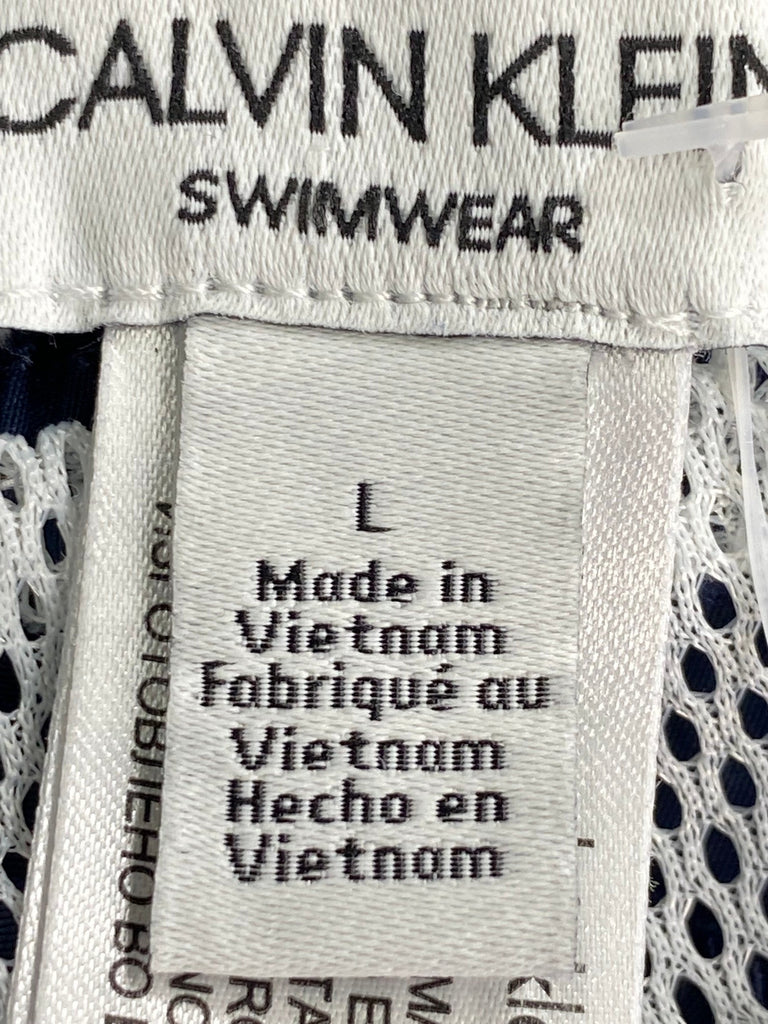 CALVIN KLEIN
SWIMWEAR
L
Made in
Vietnam
Fabriqué au
Vietnam
Hecho en
Vietnam